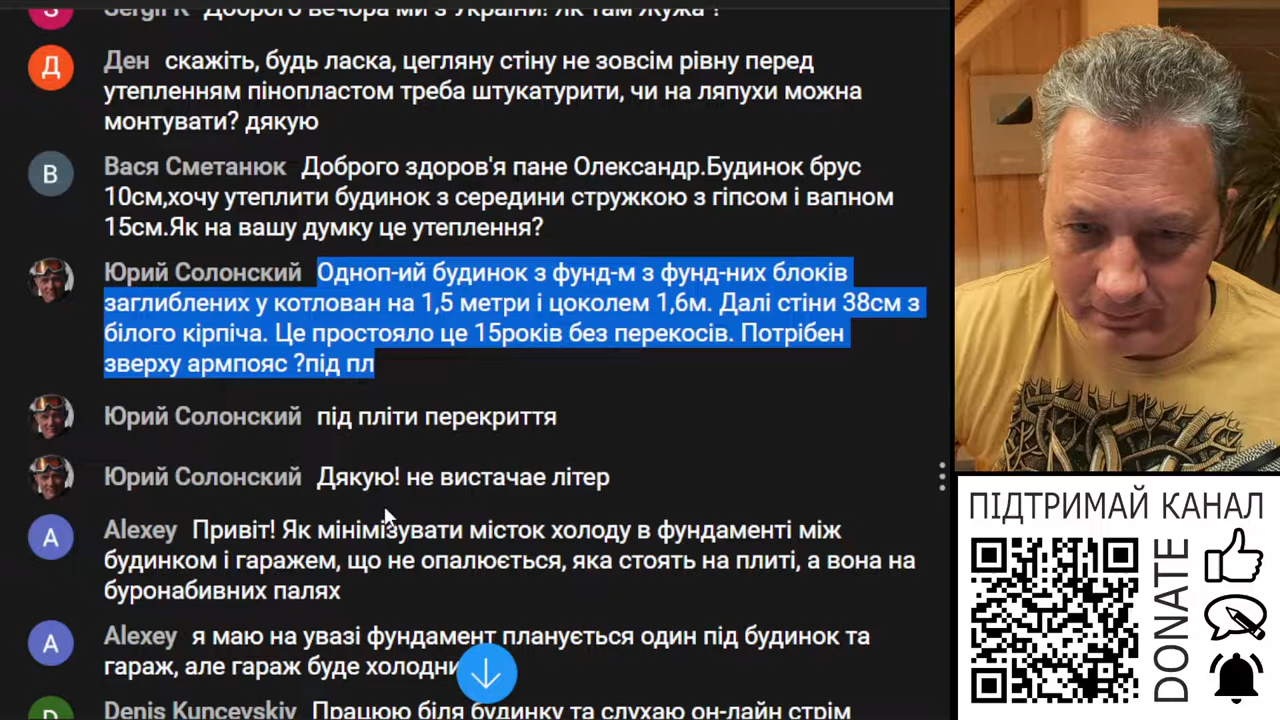 Sergii K Доброго вечора ми з України! Як там Жужа ?
Ден скажіть, будь ласка, цегляну стіну не зовсім рівну перед
утепленням пінопластом треба штукатурити, чи на ляпухи можна
монтувати? дякую
Вася Сметанюк Доброго здоров'я пане Олександр.Будинок брус
10см,хочу утеплити будинок з середини стружкою з гіпсом і вапном
15см.Як на вашу думку це утеплення?
Юрий Солонский Одноп-ий будинок з фунд-м з фунд-них блоків
заглиблених у котлован на 1,5 метри і цоколем 1,6м. Далі стіни 38см з
білого кірпіча. Це простояло це 15років без перекосів. Потрібен
зверху армпояс ?під пл
Юрий Солонский під пліти перекриття
Юрий Солонский Дякую! не вистачае літер
Alexey Привіт! Як мінімізувати місток холоду в фундаменті між
будинком і гаражем, що не опалюється, яка стоять на плиті, а вона на
буронабивних палях
Alexey я маю на увазі фундамент планується один під будинок та
гараж, але гараж буде
Denis Kuncevskiy Працюю біля будинку та слухаю он-лайн стрім
ПІДТРИМАЙ КАНАЛ
DONATE